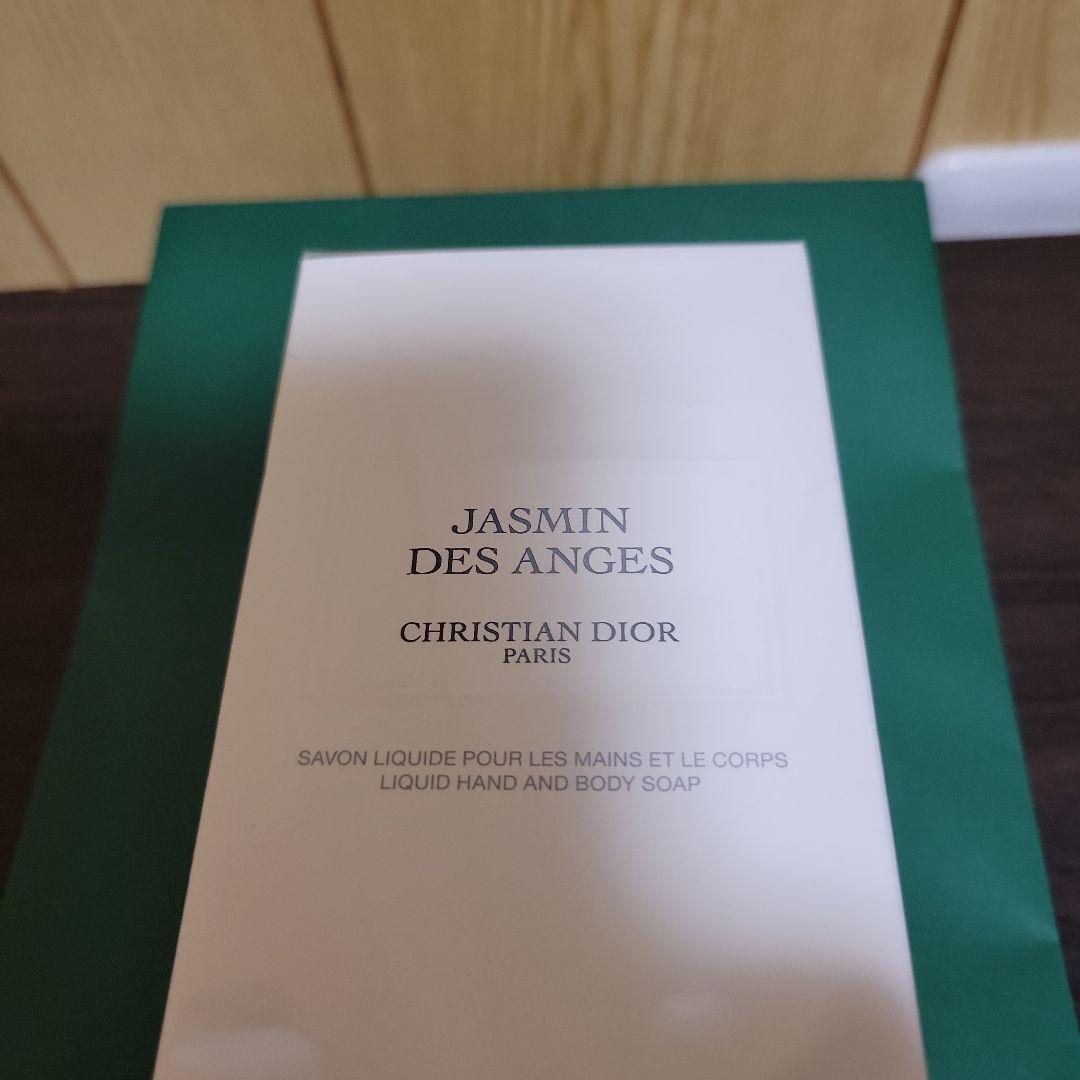 JASMIN
DES ANGES
CHRISTIAN DIOR
PARIS
SAVON LIQUIDE POUR LES MAINS ET LE CORPS
LIQUID HAND AND BODY SOAP